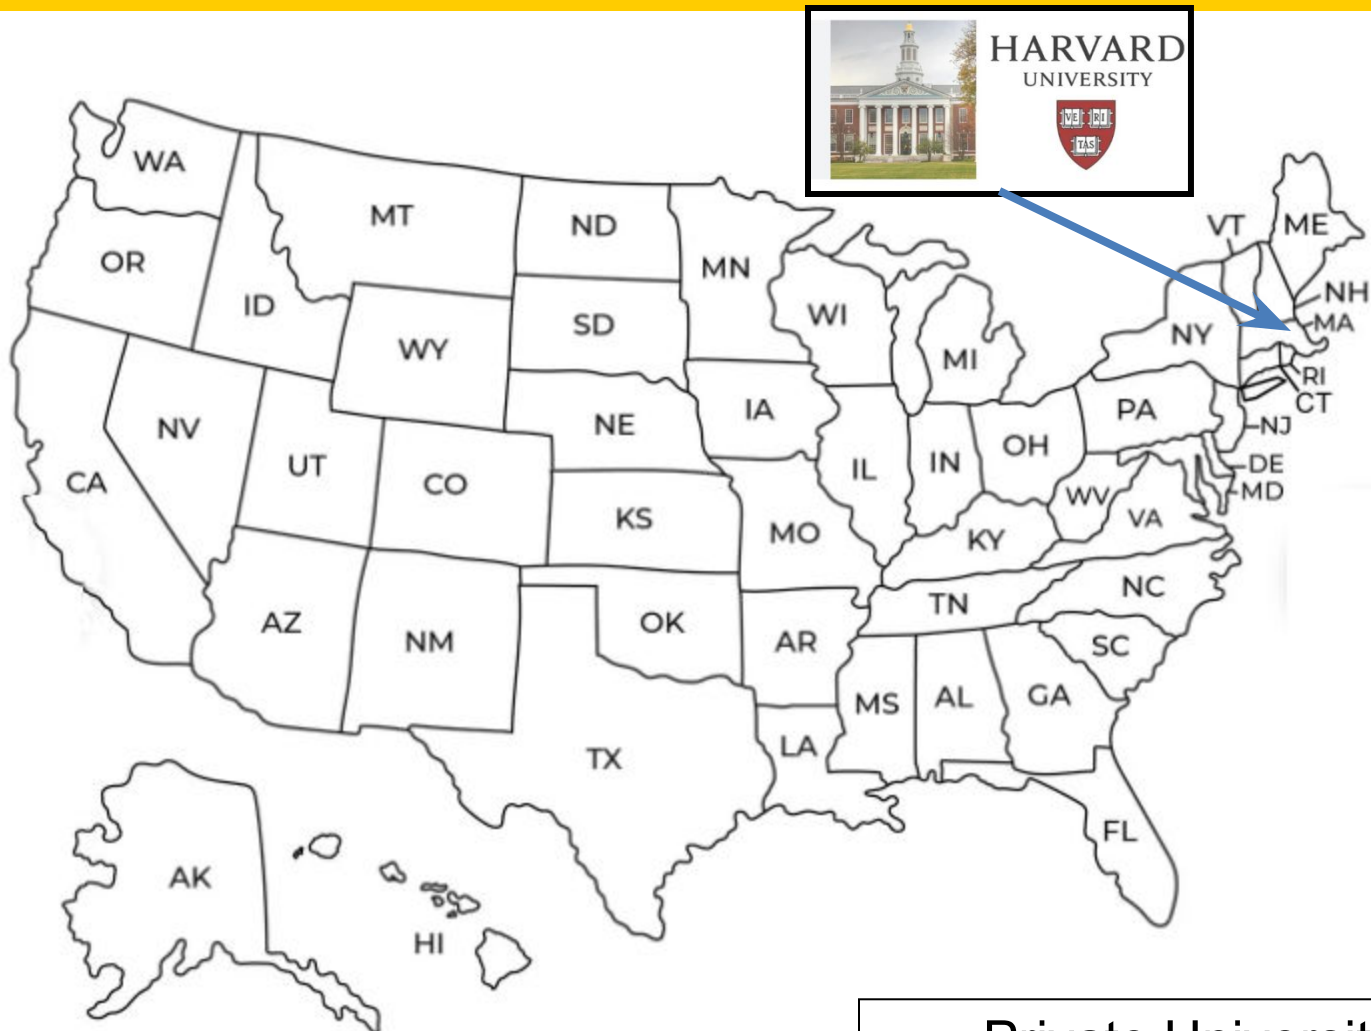 HARVARD
UNIVERSITY
VE RI
TAS
WA
MT
ND
MN
VT
ME
OR
ID
SD
WI
NH
MA
WY
MI
NY
RI
CT
NV
NE
IA
PA
NJ
UT
CO
IL
IN
OH
DE
MD
CA
KS
MO
WV
VA
KY
AZ
NM
OK
AR
TN
NC
SC
MS
AL
GA
TX
LA
FL
AK
HI
Private Universit